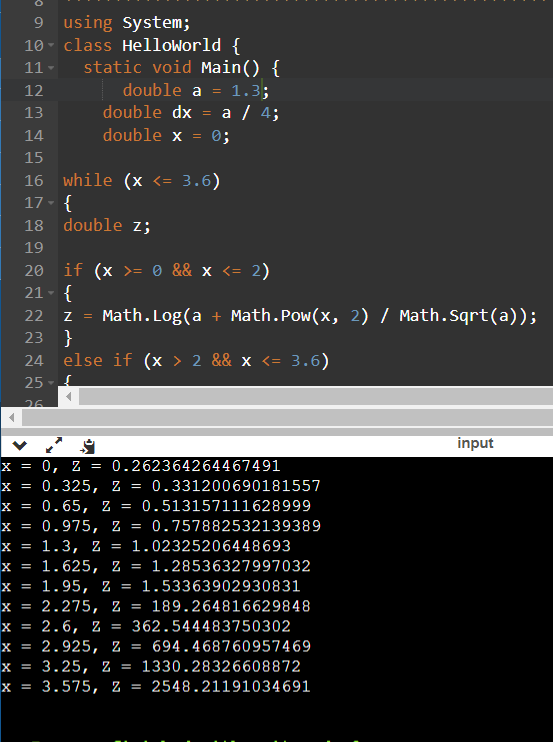 8
9 using System;
10 class HelloWorld {
11 static void Main() {
12 double a = 1.3;
13 double dx = a / 4;
14 double x = 0;
15
16 while (x <= 3.6)
17 {
18 double z;
19
20 if (x >= 0 && x <= 2)
21 {
22 z = Math.Log(a + Math.Pow(x, 2) / Math.Sqrt(a));
23 }
24 else if (x > 2 && x <= 3.6)
25 {
26
input
x = 0, Z = 0.262364264467491
x = 0.325, Z = 0.331200690181557
x = 0.65, Z = 0.513157111628999
x = 0.975, Z = 0.757882532139389
x = 1.3, Z = 1.02325206448693
x = 1.625, Z = 1.28536327997032
x = 1.95, Z = 1.53363902930831
x = 2.275, Z = 189.264816629848
x = 2.6, Z = 362.544483750302
x = 2.925, Z = 694.468760957469
x = 3.25, Z = 1330.28326608872
x = 3.575, Z = 2548.21191034691